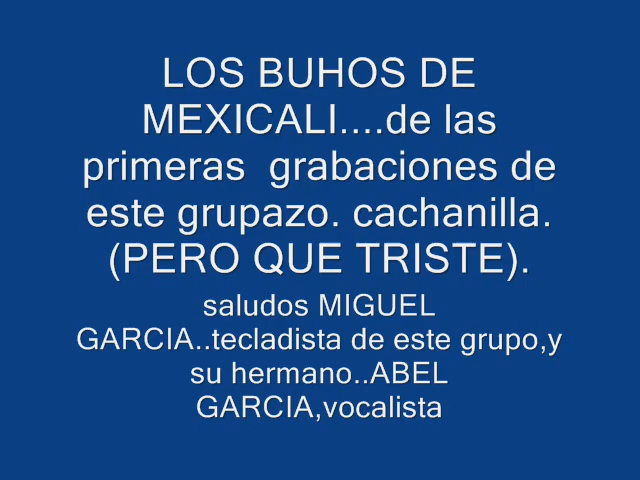 LOS BUHOS DE
MEXICALI....de las
primeras  grabaciones de
este grupazo. cachanilla.
(PERO QUE TRISTE).
saludos MIGUEL
GARCIA..tecladista de este grupo,y
su hermano..ABEL
GARCIA,vocalista